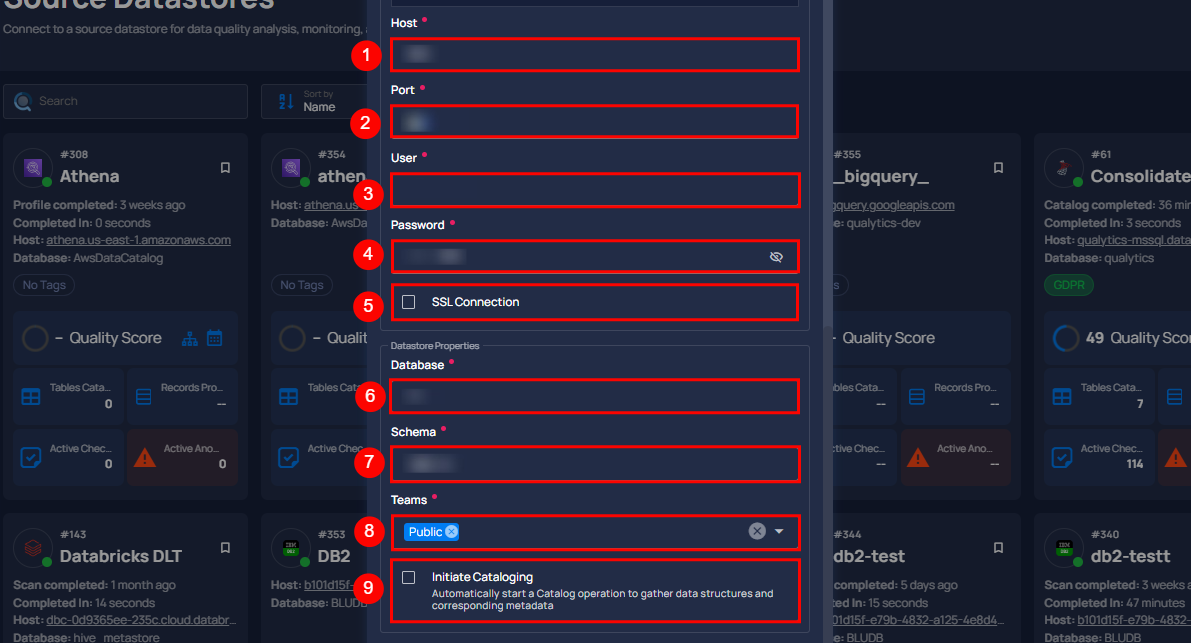 Source Datastores
Connect to a source datastore for data quality analysis, monitoring,
Search
Sort by
Name
#308
Athena
Profile completed: 3 weeks ago
Completed In: 0 seconds
Host: athena.us-east-1.amazonaws.com
Database: AwsDataCatalog
No Tags
– Quality Score
Tables Cata...
0
Records Pro...
--
Active Chec...
0
Active Ano...
0
#354
athen
Host: athena.us
Database: AwsDa
No Tags
– Qualit
Tables Cat
Active Che
Host *
1
Port *
2
User *
3
Password *
4
5
SSL Connection
Datastore Properties
Database *
6
Schema *
7
Teams *
8
Public
9
Initiate Cataloging
Automatically start a Catalog operation to gather data structures and
corresponding metadata
#355
_bigquery_
gquery.googleapis.com
e: qualytics-dev
s
– Quality Score
bles Cata...
--
Records Pro...
--
ctive Chec...
--
Active Ano...
--
#61
Consolidate
Catalog completed: 36 min
Completed In: 3 seconds
Host: qualytics-mssql.data
Database: qualytics
GDPR
49 Quality Scor
Tables Cata...
7
Active Chec...
114
#143
Databricks DLT
Scan completed: 1 month ago
Completed In: 14 seconds
Host: dbc-0d9365ee-235c.cloud.databr...
Database: hive_metastore
#353
DB2
Host: b101d15f-
Database: BLUD
#344
db2-test
mpleted: 5 days ago
ed In: 15 seconds
01d15f-e79b-4832-a125-4e8d4...
e: BLUDB
#340
db2-testt
Scan completed: 3 weeks a
Completed In: 47 minutes
Host: b101d15f-e79b-4832-
Database: BLUDB